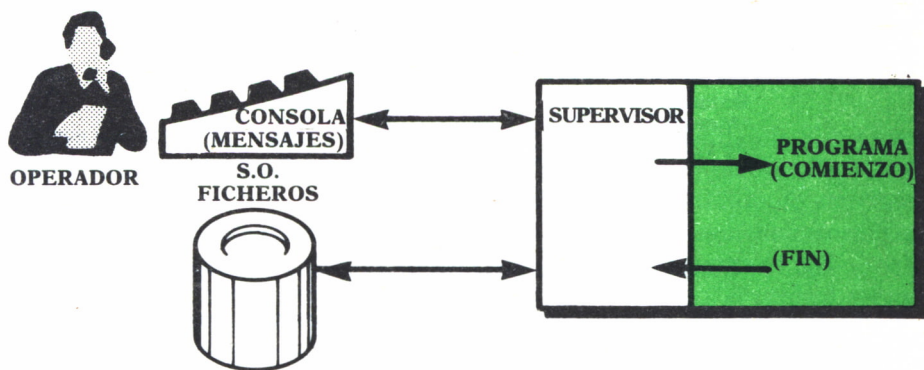 OPERADOR
CONSOLA
(MENSAJES)
S.O.
FICHEROS
SUPERVISOR
PROGRAMA
(COMIENZO)
(FIN)